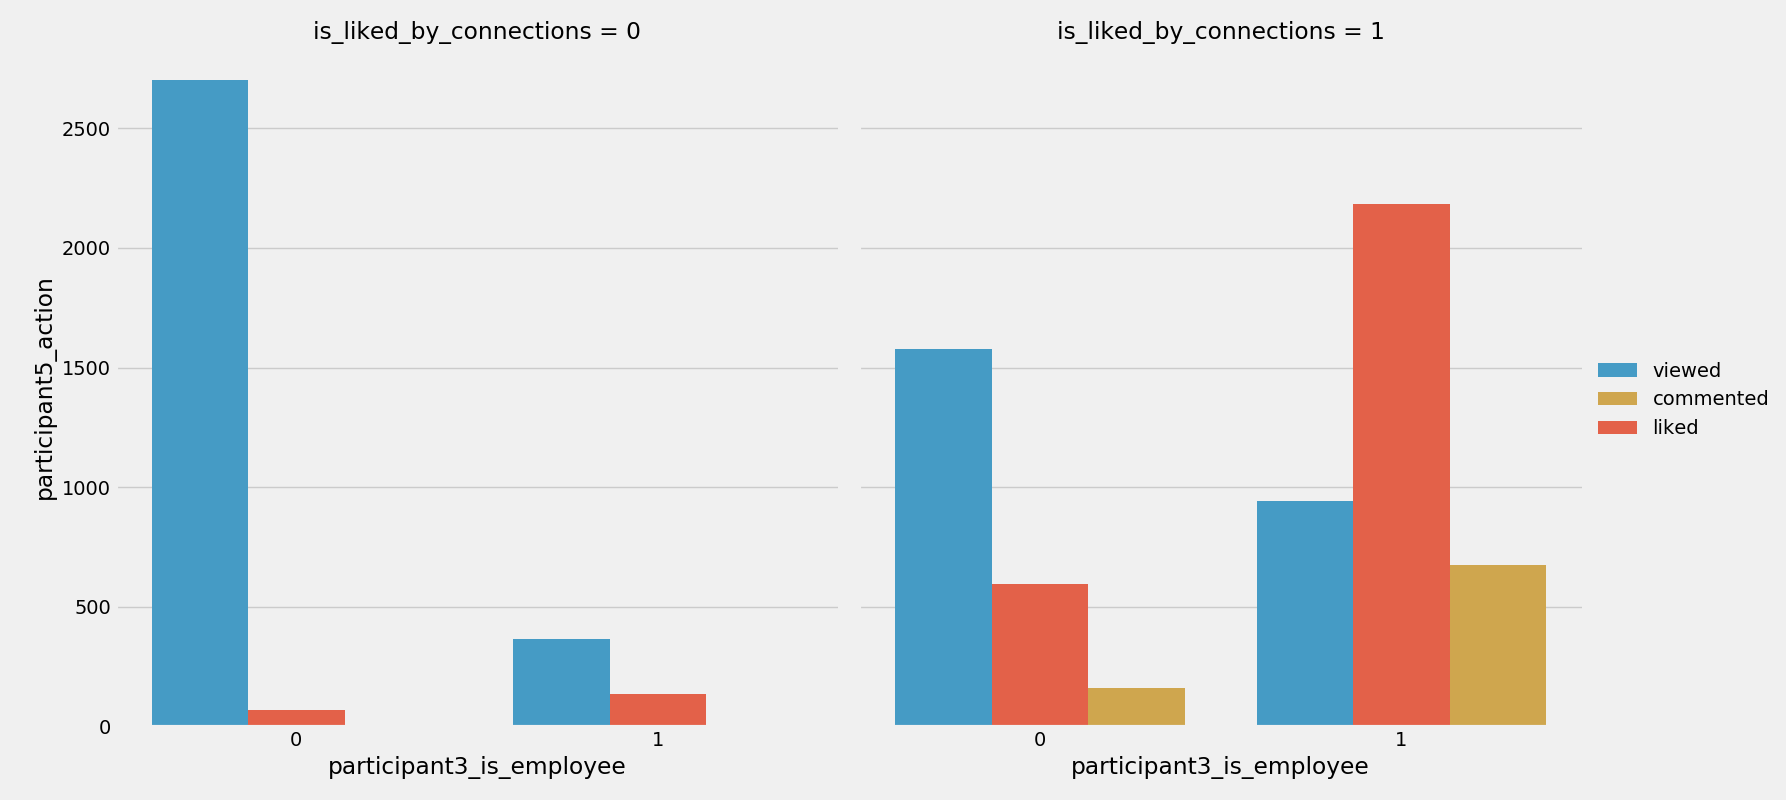 is_liked_by_connections = 0
is_liked_by_connections = 1
participant5_action
2500
2000
1500
1000
500
0
0
1
0
1
participant3_is_employee
participant3_is_employee
viewed
commented
liked